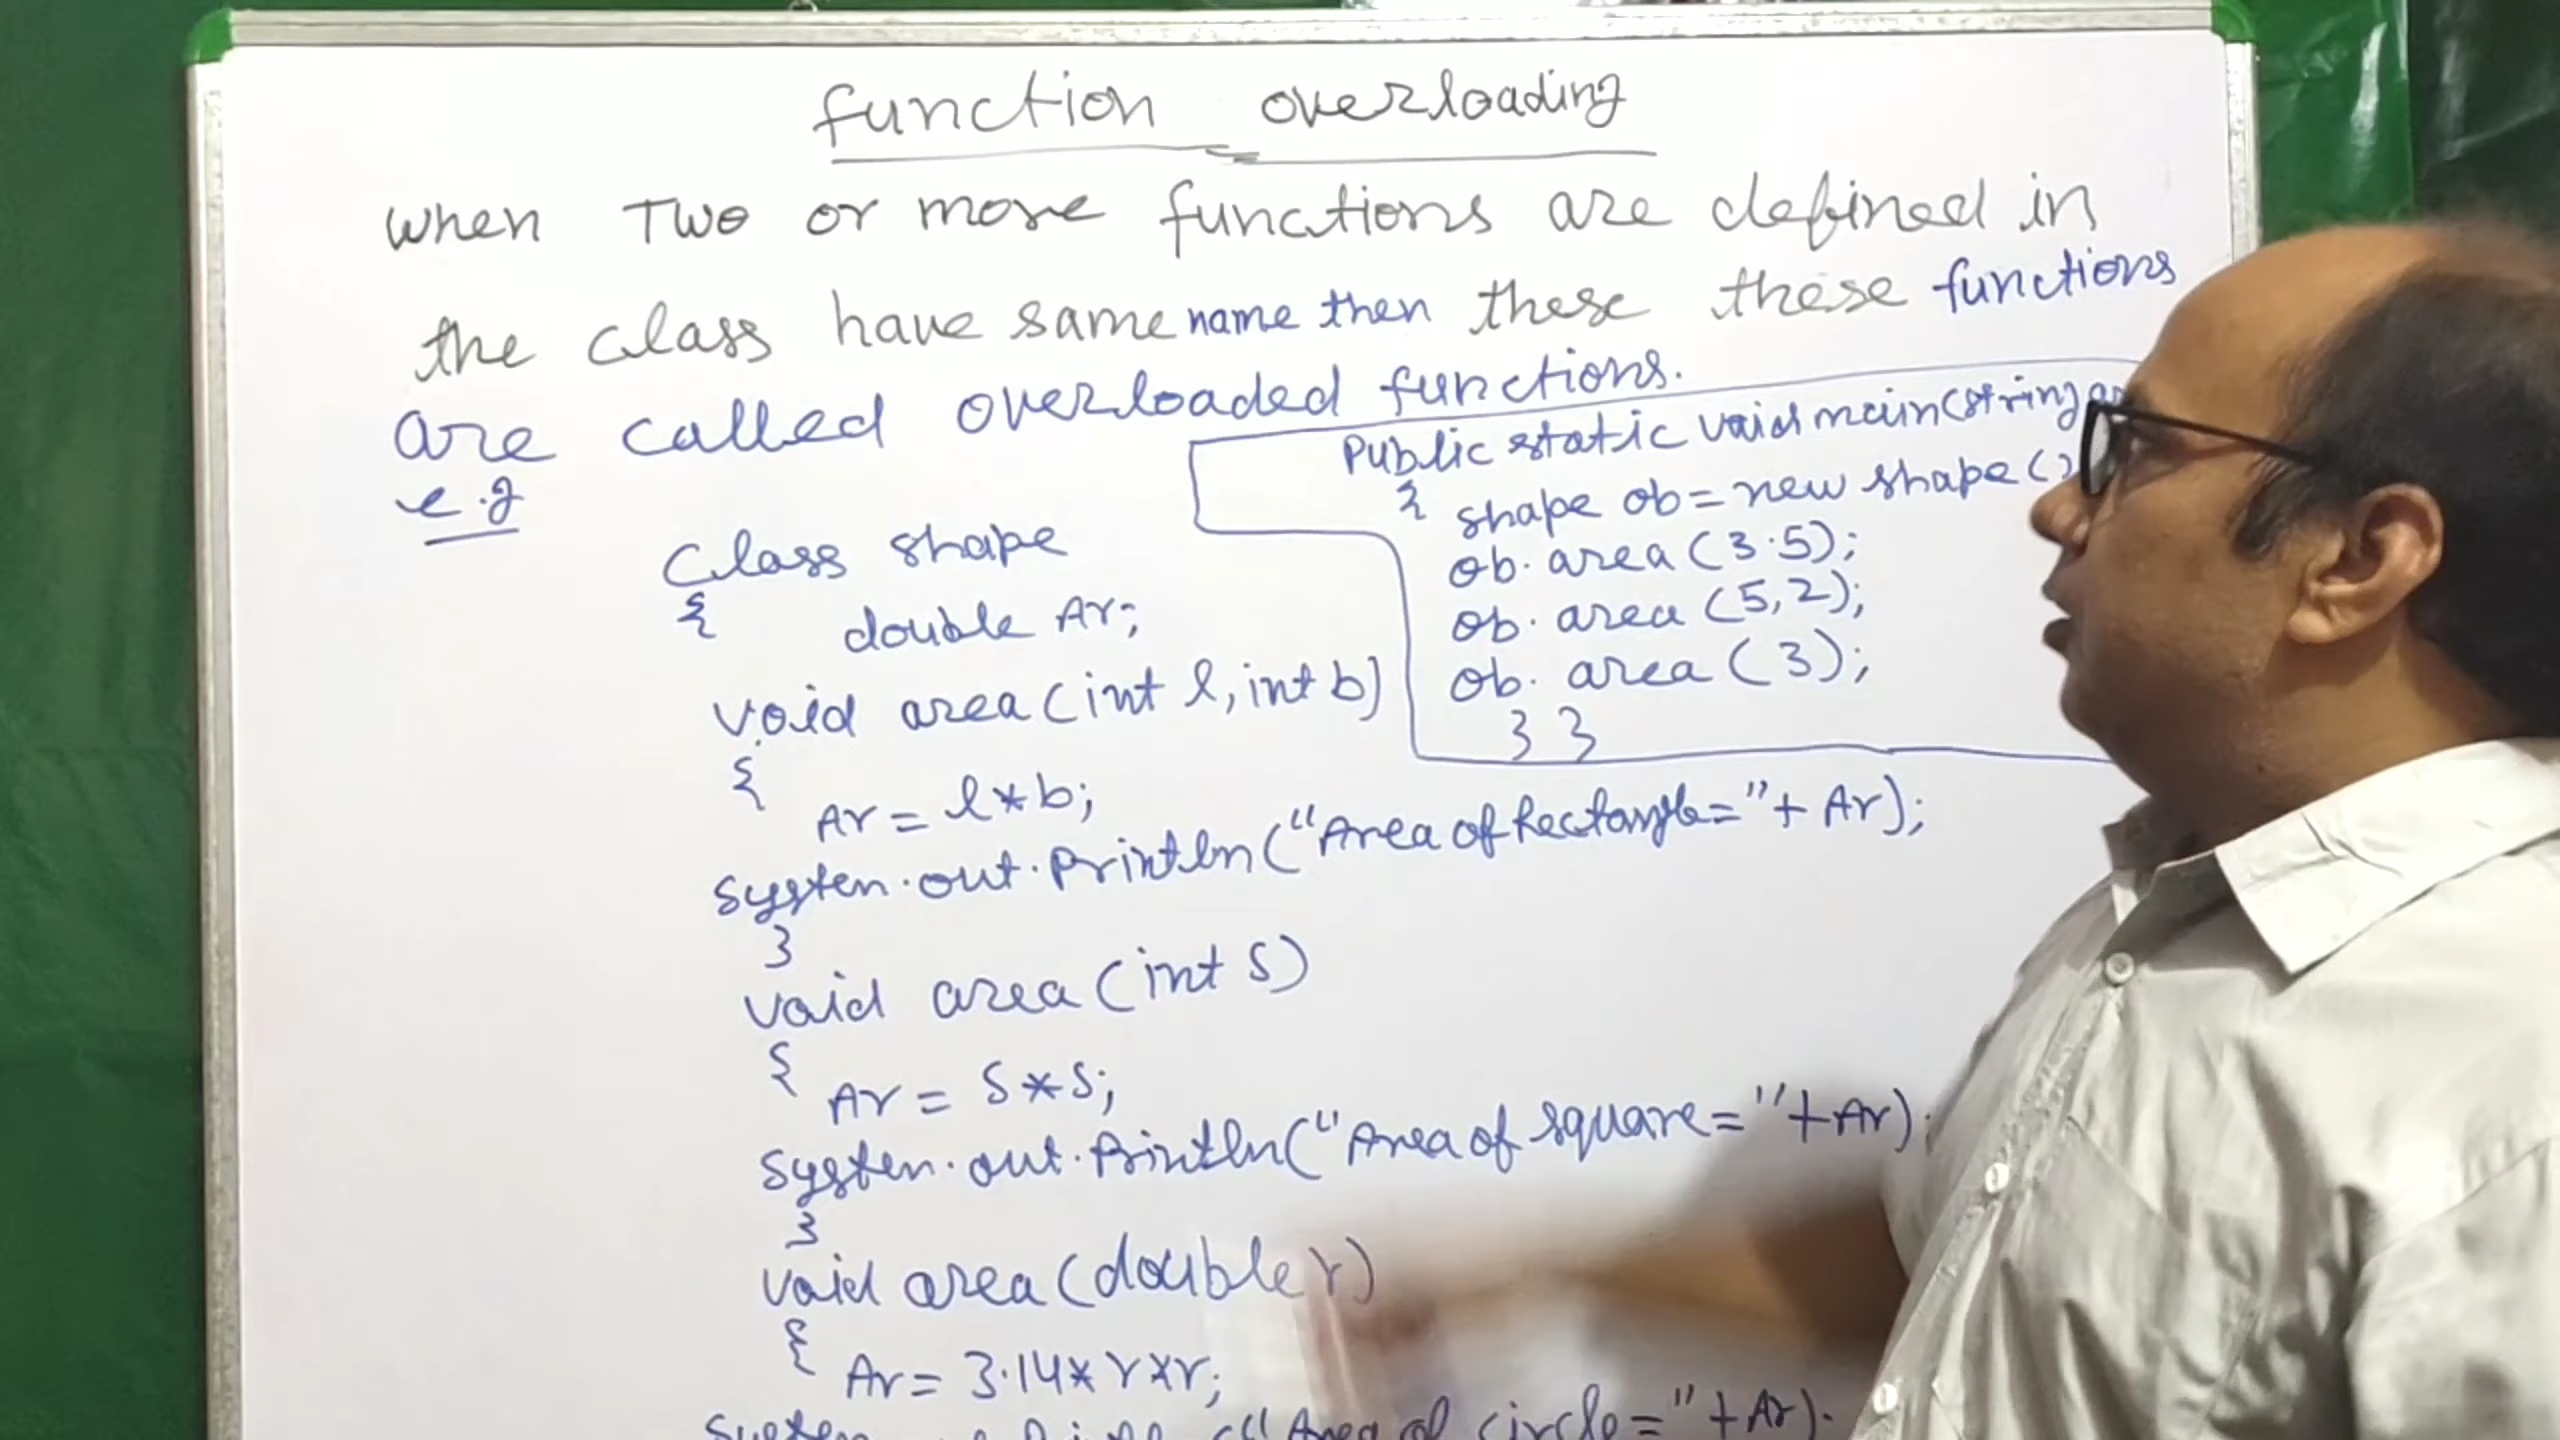 function overloading
when Two or more functions are defined in
the class have same name then these these functions
are called overloaded functions.
e.g
class shape
{ double Ar;
void area(int l, int b)
{
Ar = l*b;
System.out.println("Area of Rectangle="+ Ar);
}
void area(int s)
{ Ar = s*s;
System.out.println("Area of square="+Ar);
}
void area(double r)
{ Ar= 3.14*r*r;
"Area of circle="+Ar).
Public static void main(string
{ shape ob=new shape()
ob.area(3.5);
ob.area(5,2);
ob.area(3);
}}